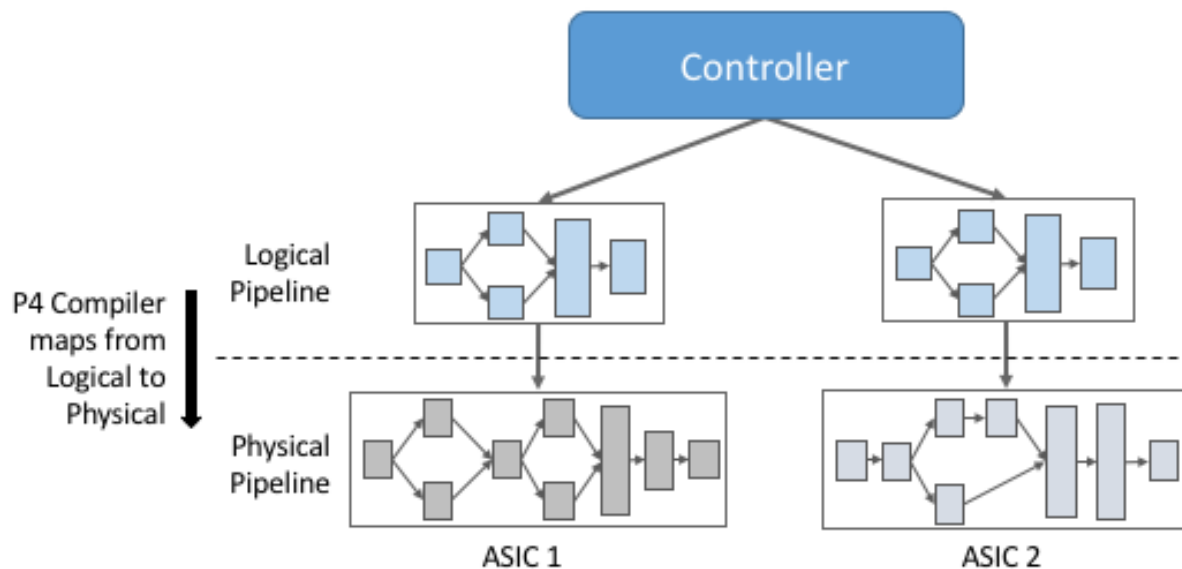 Controller
Logical
Pipeline
P4 Compiler
maps from
Logical to
Physical
Physical
Pipeline
ASIC 1
ASIC 2